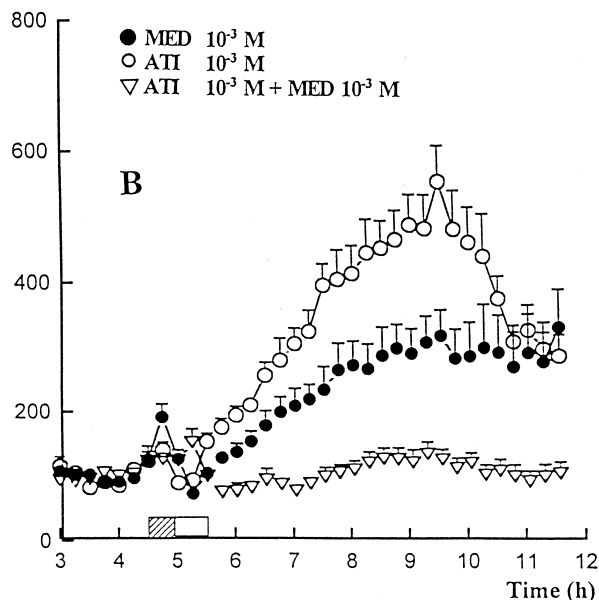 800
● MED 10⁻³ M
○ ATI 10⁻³ M
▽ ATI 10⁻³ M + MED 10⁻³ M
600
B
400
200
0
3 4 5 6 7 8 9 10 11 12
Time (h)